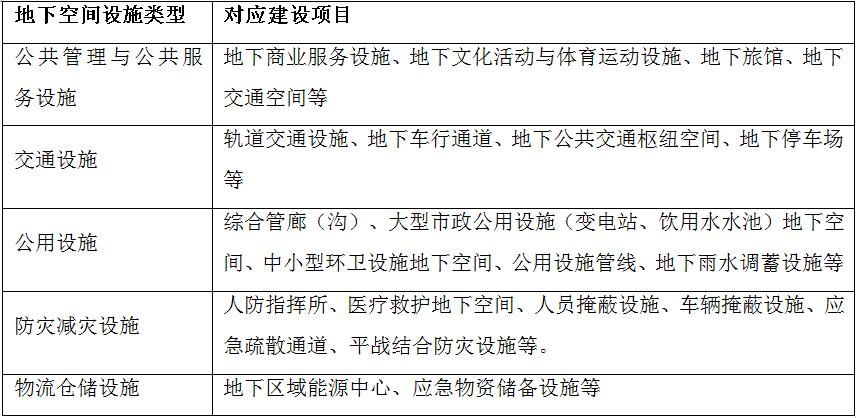 地下空间设施类型 对应建设项目
公共管理与公共服 地下商业服务设施、地下文化活动与体育运动设施、地下旅馆、地下
务设施 交通空间等
交通设施 轨道交通设施、地下车行通道、地下公共交通枢纽空间、地下停车场
等
公用设施 综合管廊（沟）、大型市政公用设施（变电站、饮用水水池）地下空
间、中小型环卫设施地下空间、公用设施管线、地下雨水调蓄设施等
防灾减灾设施 人防指挥所、医疗救护地下空间、人员掩蔽设施、车辆掩蔽设施、应
急疏散通道、平战结合防灾设施等。
物流仓储设施 地下区域能源中心、应急物资储备设施等